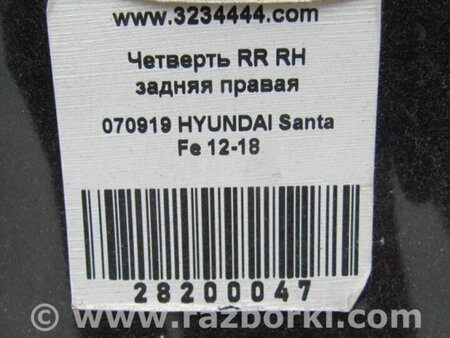 www.3234444.com
Четверть RR RH
задняя правая
070919 HYUNDAI Santa
Fe 12-18
28200047
© www.razborki.com